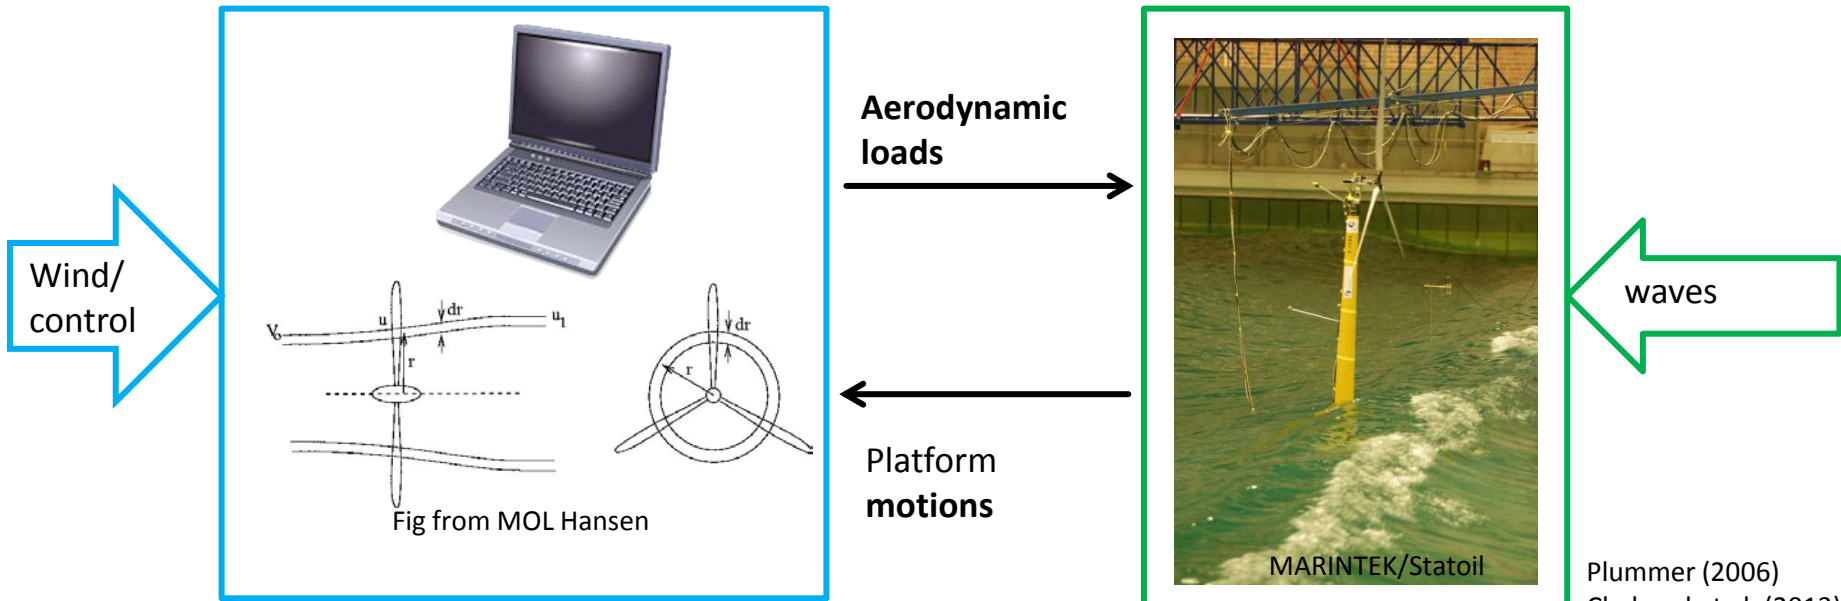 Wind/
control
V₀
u
dr
u₁
r
dr
r
Fig from MOL Hansen
Aerodynamic
loads
Platform
motions
MARINTEK/Statoil
waves
Plummer (2006)